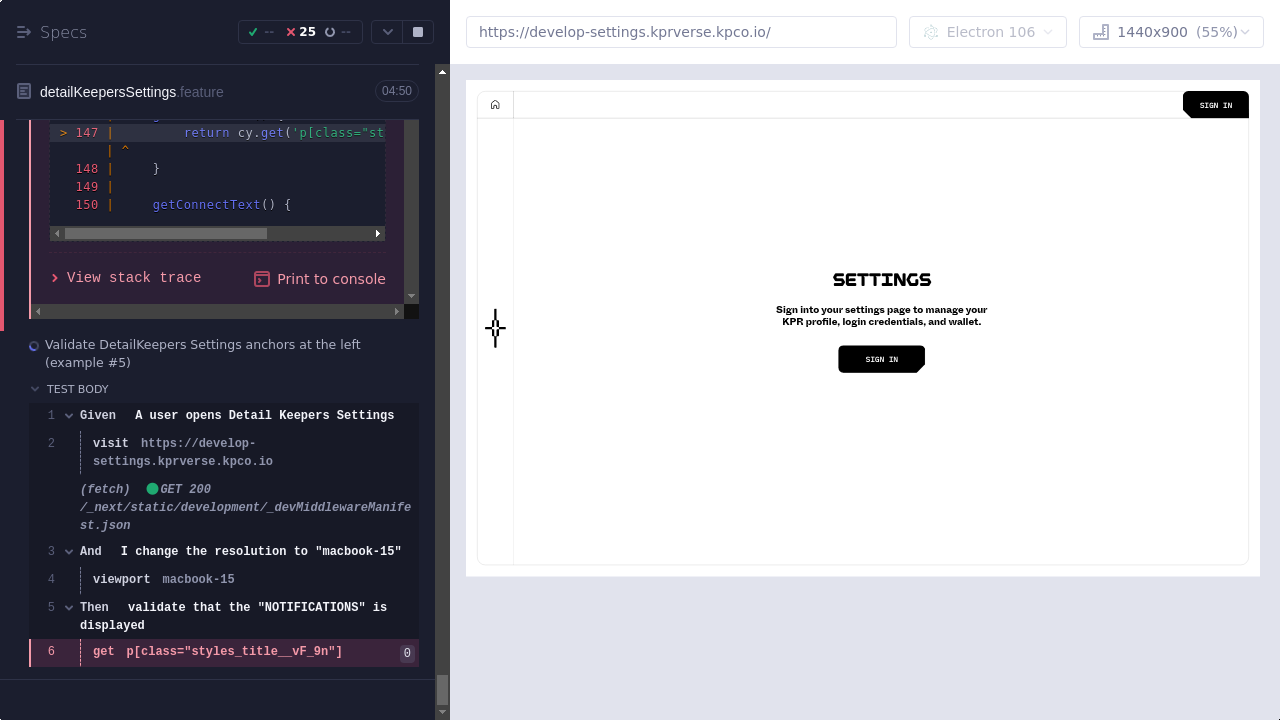 Specs
-- 25 --
detailKeepersSettings.feature 04:50
> 147 | return cy.get('p[class="st
| ^
148 | }
149 |
150 | getConnectText() {
View stack trace Print to console
Validate DetailKeepers Settings anchors at the left
(example #5)
TEST BODY
1 Given A user opens Detail Keepers Settings
2 visit https://develop-
settings.kprverse.kpco.io
(fetch) GET 200
/_next/static/development/_devMiddlewareManife
st.json
3 And I change the resolution to "macbook-15"
4 viewport macbook-15
5 Then validate that the "NOTIFICATIONS" is
displayed
6 get p[class="styles_title__vF_9n"] 0
https://develop-settings.kprverse.kpco.io/
Electron 106
1440x900 (55%)
SIGN IN
SETTINGS
Sign into your settings page to manage your
KPR profile, login credentials, and wallet.
SIGN IN